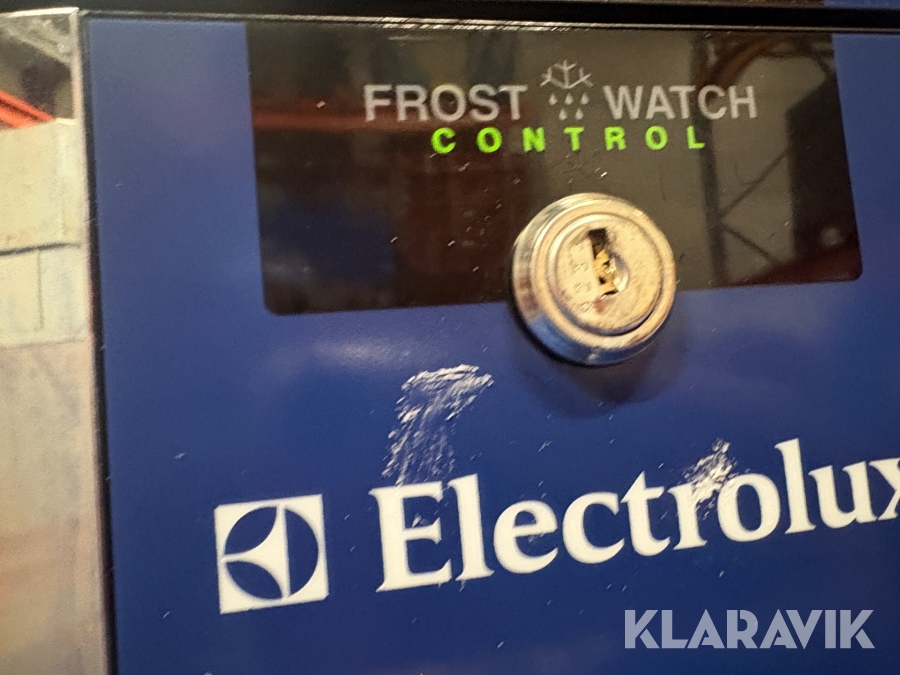 FROST WATCH
CONTROL
Electrolux
KLARAVIK